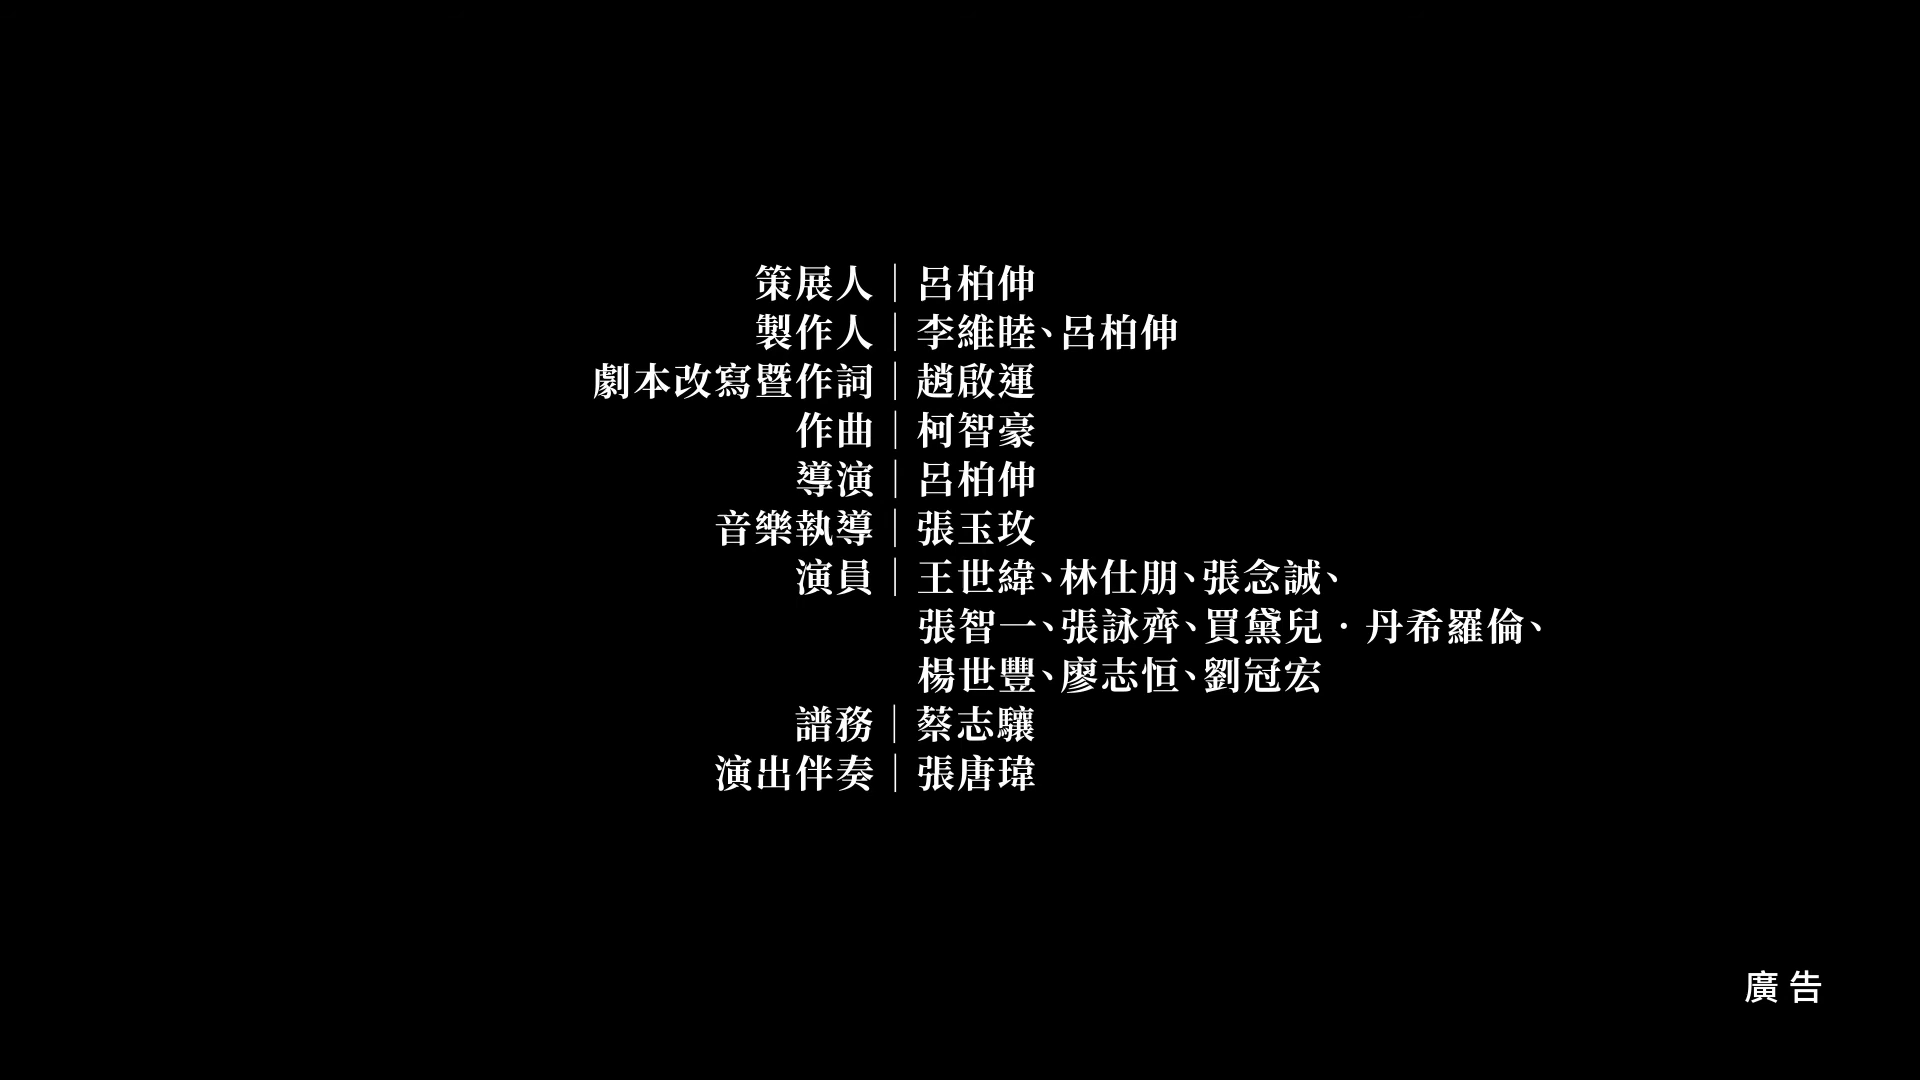 策展人｜呂柏伸
製作人｜李維睦、呂柏伸
劇本改寫暨作詞｜趙啟運
作曲｜柯智豪
導演｜呂柏伸
音樂執導｜張玉玫
演員｜王世緯、林仕朋、張念誠、
張智一、張詠齊、買黛兒．丹希羅倫、
楊世豐、廖志恒、劉冠宏
譜務｜蔡志驤
演出伴奏｜張唐瑋
廣告